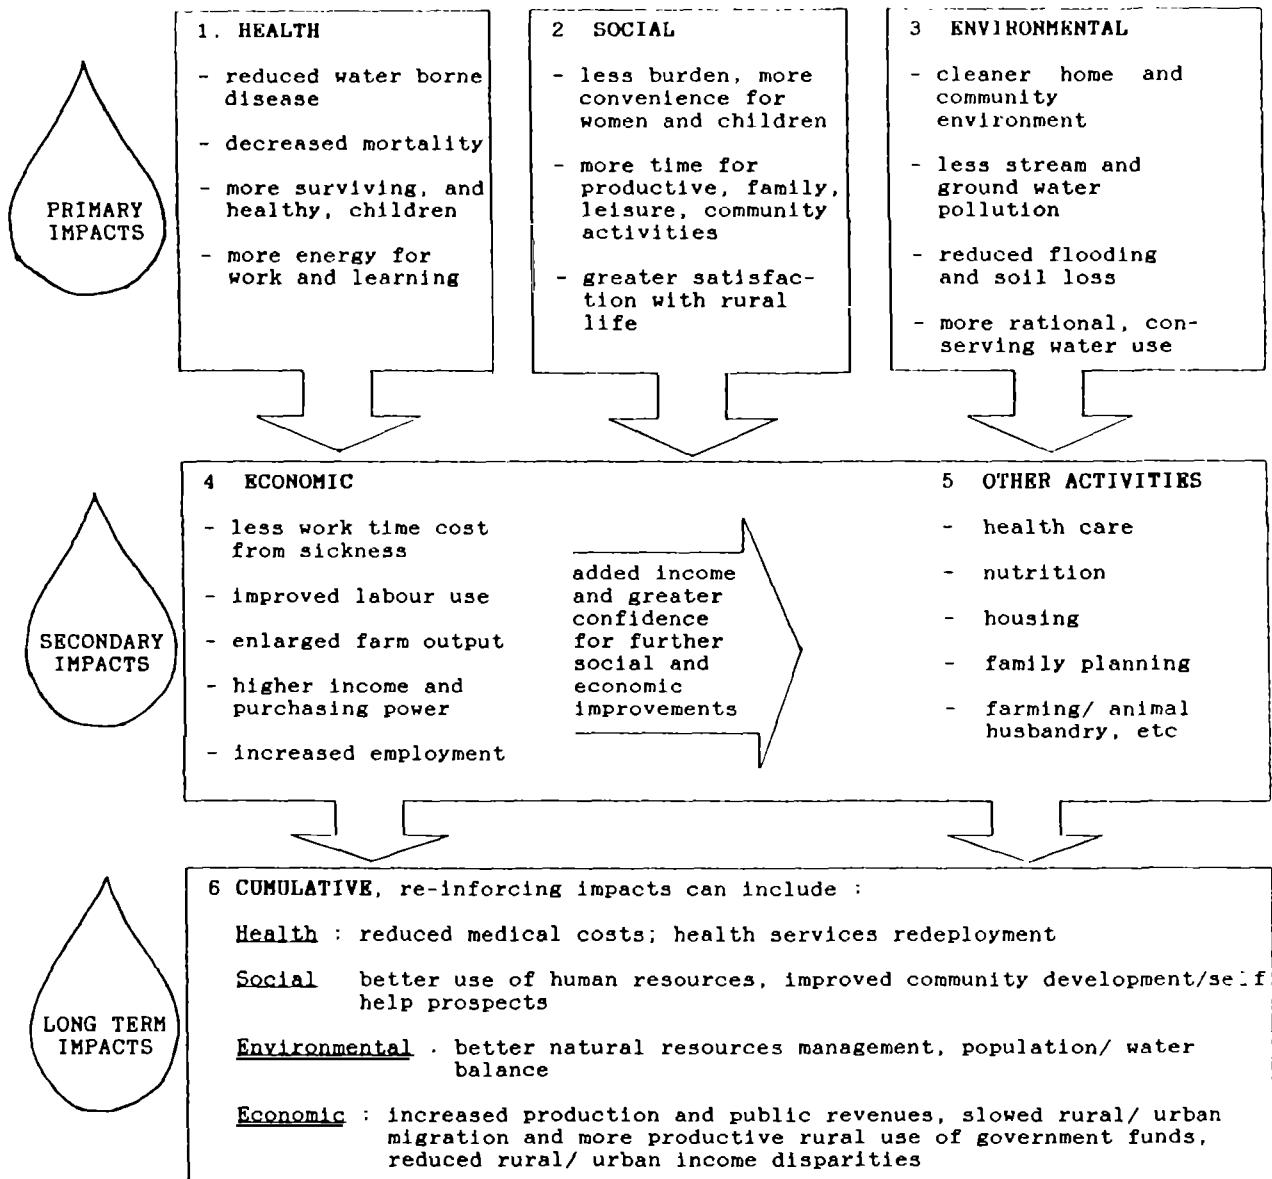 PRIMARY
IMPACTS
1. HEALTH
- reduced water borne
disease
- decreased mortality
- more surviving, and
healthy, children
- more energy for
work and learning
2 SOCIAL
- less burden, more
convenience for
women and children
- more time for
productive, family,
leisure, community
activities
- greater satisfac-
tion with rural
life
3 ENVIRONMENTAL
- cleaner home and
community
environment
- less stream and
ground water
pollution
- reduced flooding
and soil loss
- more rational, con-
serving water use
SECONDARY
IMPACTS
4 ECONOMIC
- less work time cost
from sickness
- improved labour use
- enlarged farm output
- higher income and
purchasing power
- increased employment
added income
and greater
confidence
for further
social and
economic
improvements
5 OTHER ACTIVITIES
- health care
- nutrition
- housing
- family planning
- farming/ animal
husbandry, etc
LONG TERM
IMPACTS
6 CUMULATIVE, re-inforcing impacts can include :
Health : reduced medical costs; health services redeployment
Social better use of human resources, improved community development/self
help prospects
Environmental . better natural resources management, population/ water
balance
Economic : increased production and public revenues, slowed rural/ urban
migration and more productive rural use of government funds,
reduced rural/ urban income disparities